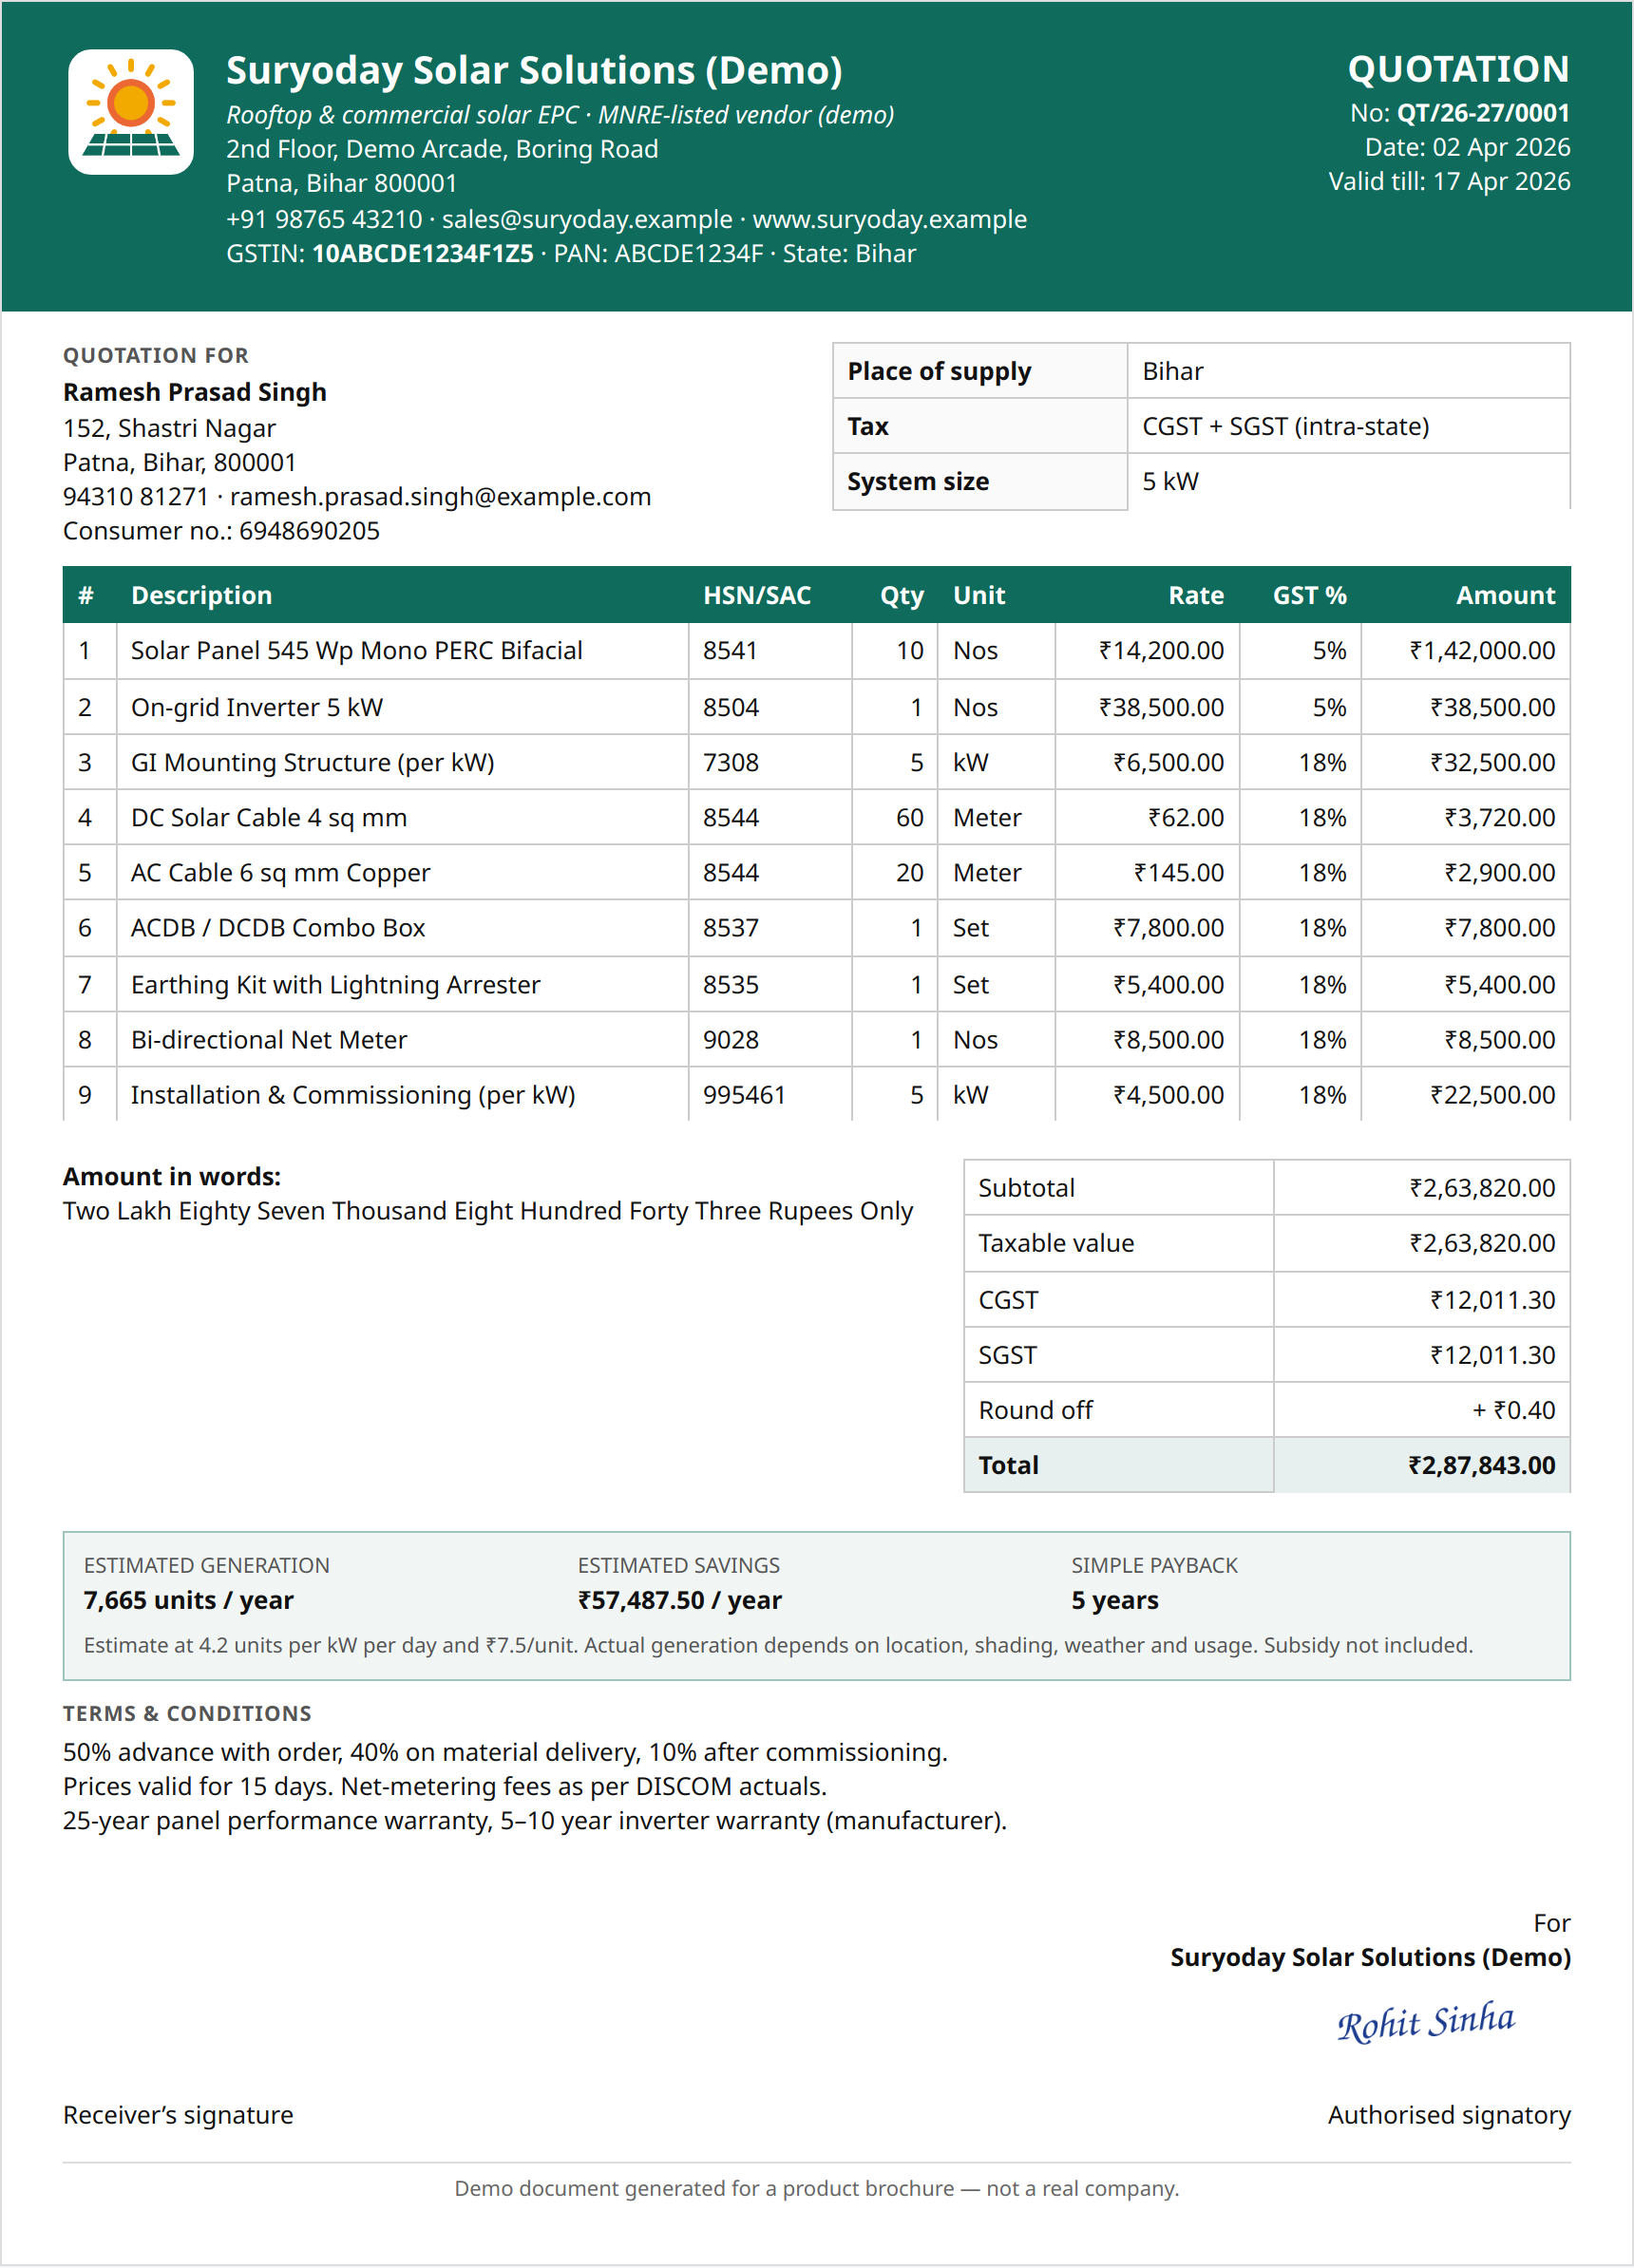 Suryoday Solar Solutions (Demo)
Rooftop & commercial solar EPC · MNRE-listed vendor (demo)
2nd Floor, Demo Arcade, Boring Road
Patna, Bihar 800001
+91 98765 43210 · sales@suryoday.example · www.suryoday.example
GSTIN: 10ABCDE1234F1Z5 · PAN: ABCDE1234F · State: Bihar
QUOTATION
No: QT/26-27/0001
Date: 02 Apr 2026
Valid till: 17 Apr 2026
QUOTATION FOR
Ramesh Prasad Singh
152, Shastri Nagar
Patna, Bihar, 800001
94310 81271 · ramesh.prasad.singh@example.com
Consumer no.: 6948690205
Place of supply Bihar
Tax CGST + SGST (intra-state)
System size 5 kW
# Description HSN/SAC Qty Unit Rate GST % Amount
1 Solar Panel 545 Wp Mono PERC Bifacial 8541 10 Nos ₹14,200.00 5% ₹1,42,000.00
2 On-grid Inverter 5 kW 8504 1 Nos ₹38,500.00 5% ₹38,500.00
3 GI Mounting Structure (per kW) 7308 5 kW ₹6,500.00 18% ₹32,500.00
4 DC Solar Cable 4 sq mm 8544 60 Meter ₹62.00 18% ₹3,720.00
5 AC Cable 6 sq mm Copper 8544 20 Meter ₹145.00 18% ₹2,900.00
6 ACDB / DCDB Combo Box 8537 1 Set ₹7,800.00 18% ₹7,800.00
7 Earthing Kit with Lightning Arrester 8535 1 Set ₹5,400.00 18% ₹5,400.00
8 Bi-directional Net Meter 9028 1 Nos ₹8,500.00 18% ₹8,500.00
9 Installation & Commissioning (per kW) 995461 5 kW ₹4,500.00 18% ₹22,500.00
Amount in words:
Two Lakh Eighty Seven Thousand Eight Hundred Forty Three Rupees Only
Subtotal ₹2,63,820.00
Taxable value ₹2,63,820.00
CGST ₹12,011.30
SGST ₹12,011.30
Round off + ₹0.40
Total ₹2,87,843.00
ESTIMATED GENERATION ESTIMATED SAVINGS SIMPLE PAYBACK
7,665 units / year ₹57,487.50 / year 5 years
Estimate at 4.2 units per kW per day and ₹7.5/unit. Actual generation depends on location, shading, weather and usage. Subsidy not included.
TERMS & CONDITIONS
50% advance with order, 40% on material delivery, 10% after commissioning.
Prices valid for 15 days. Net-metering fees as per DISCOM actuals.
25-year panel performance warranty, 5–10 year inverter warranty (manufacturer).
For
Suryoday Solar Solutions (Demo)
Rohit Sinha
Receiver’s signature Authorised signatory
Demo document generated for a product brochure — not a real company.